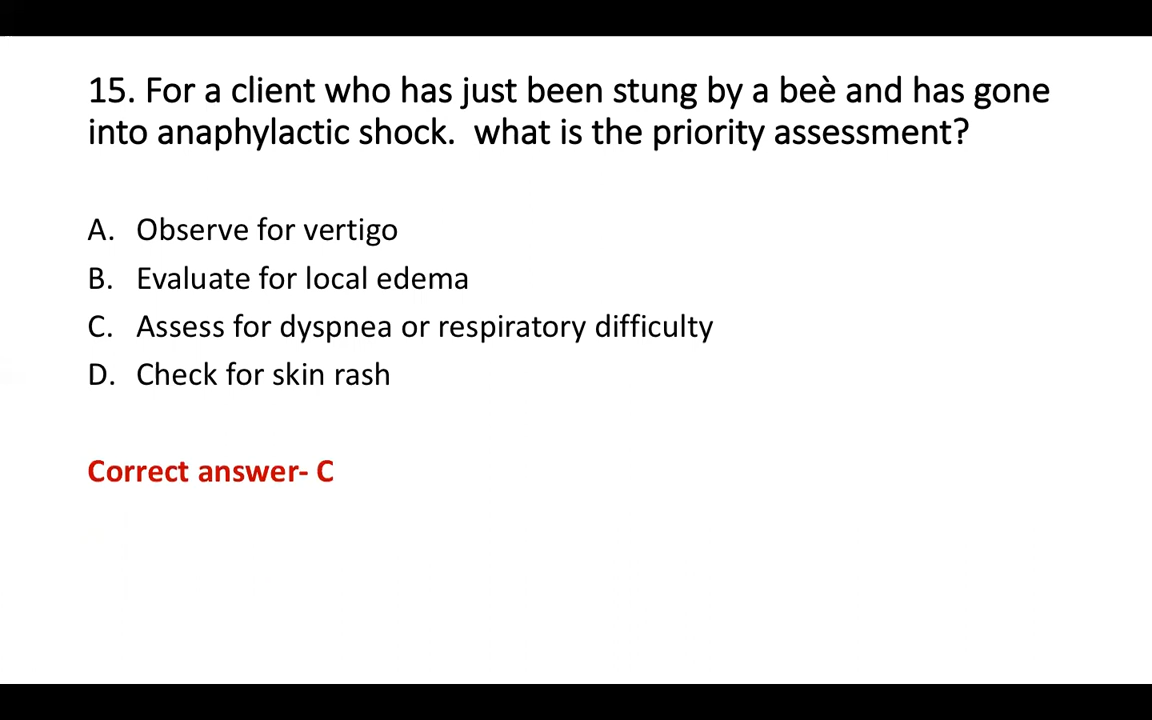 15. For a client who has just been stung by a beè and has gone
into anaphylactic shock.  what is the priority assessment?
A. Observe for vertigo
B. Evaluate for local edema
C. Assess for dyspnea or respiratory difficulty
D. Check for skin rash
Correct answer- C